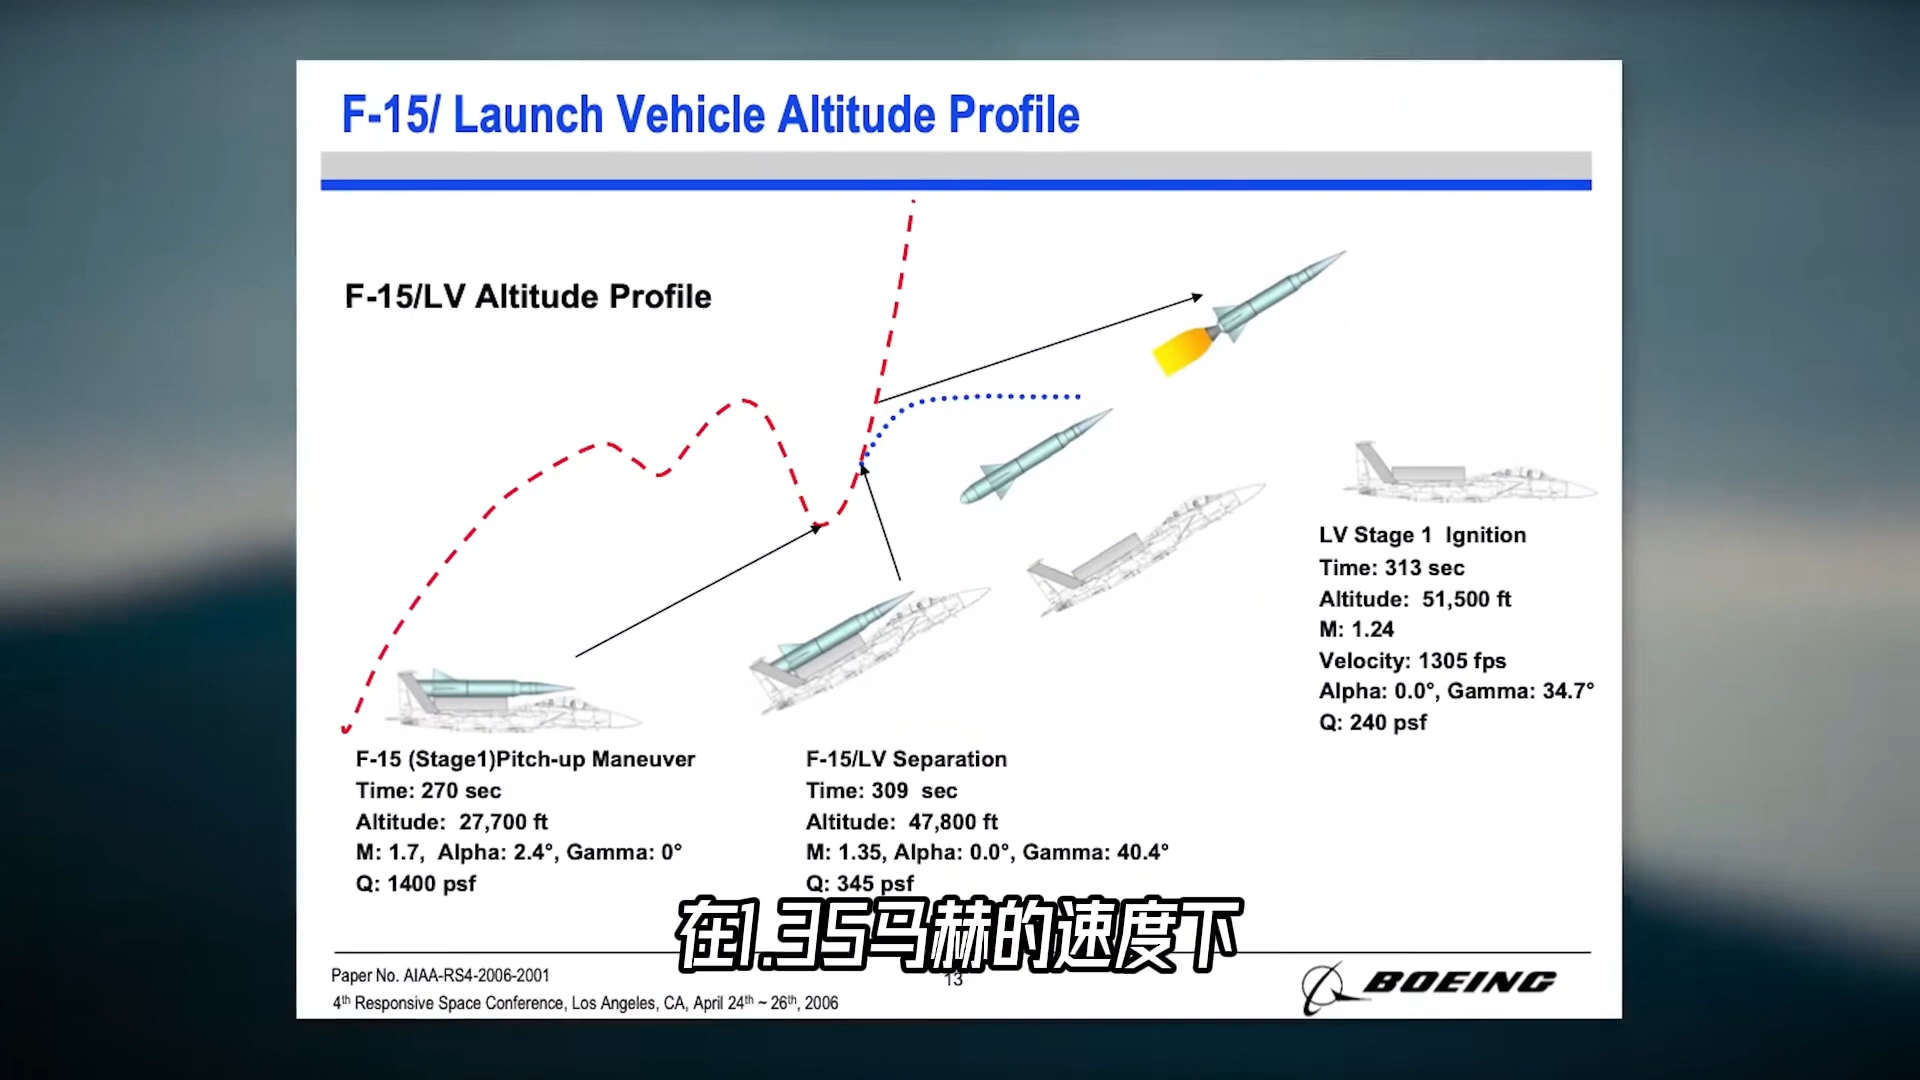 F-15/ Launch Vehicle Altitude Profile
F-15/LV Altitude Profile
F-15 (Stage1)Pitch-up Maneuver
Time: 270 sec
Altitude: 27,700 ft
M: 1.7, Alpha: 2.4°, Gamma: 0°
Q: 1400 psf
F-15/LV Separation
Time: 309 sec
Altitude: 47,800 ft
M: 1.35, Alpha: 0.0°, Gamma: 40.4°
Q: 345 psf
LV Stage 1 Ignition
Time: 313 sec
Altitude: 51,500 ft
M: 1.24
Velocity: 1305 fps
Alpha: 0.0°, Gamma: 34.7°
Q: 240 psf
在1.35马赫的速度下
Paper No. AIAA-RS4-2006-2001
4th Responsive Space Conference, Los Angeles, CA, April 24th ~ 26th, 2006
13
BOEING